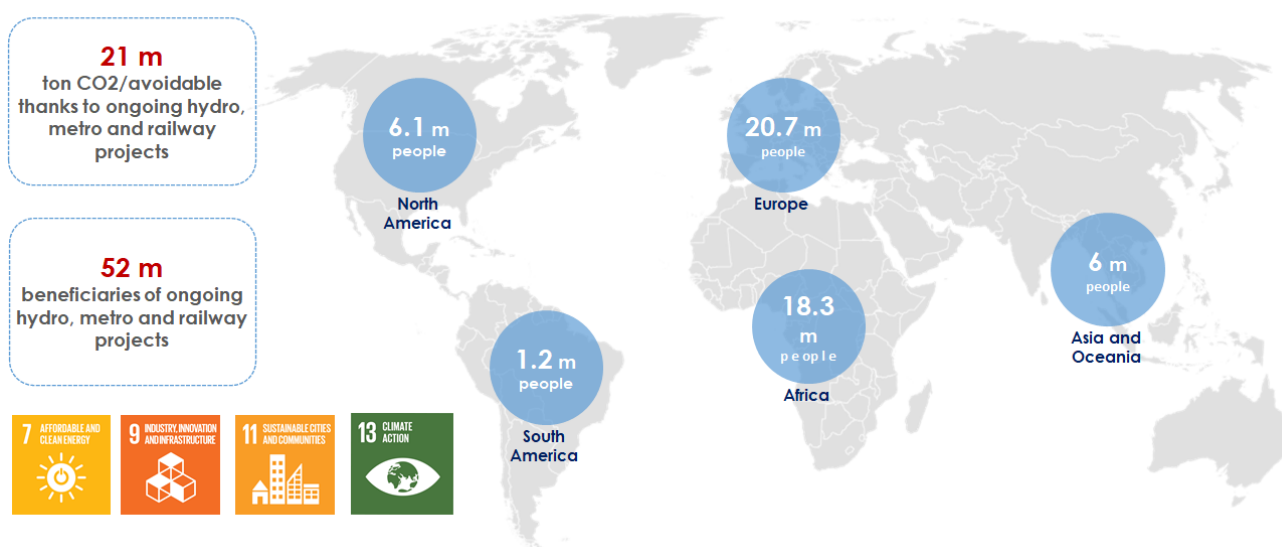 21 m
ton CO2/avoidable
thanks to ongoing hydro,
metro and railway
projects
52 m
beneficiaries of ongoing
hydro, metro and railway
projects
7 AFFORDABLE AND
CLEAN ENERGY
9 INDUSTRY, INNOVATION
AND INFRASTRUCTURE
11 SUSTAINABLE CITIES
AND COMMUNITIES
13 CLIMATE
ACTION
6.1 m
people
North
America
20.7 m
people
Europe
6 m
people
Asia and
Oceania
18.3
m
people
Africa
1.2 m
people
South
America